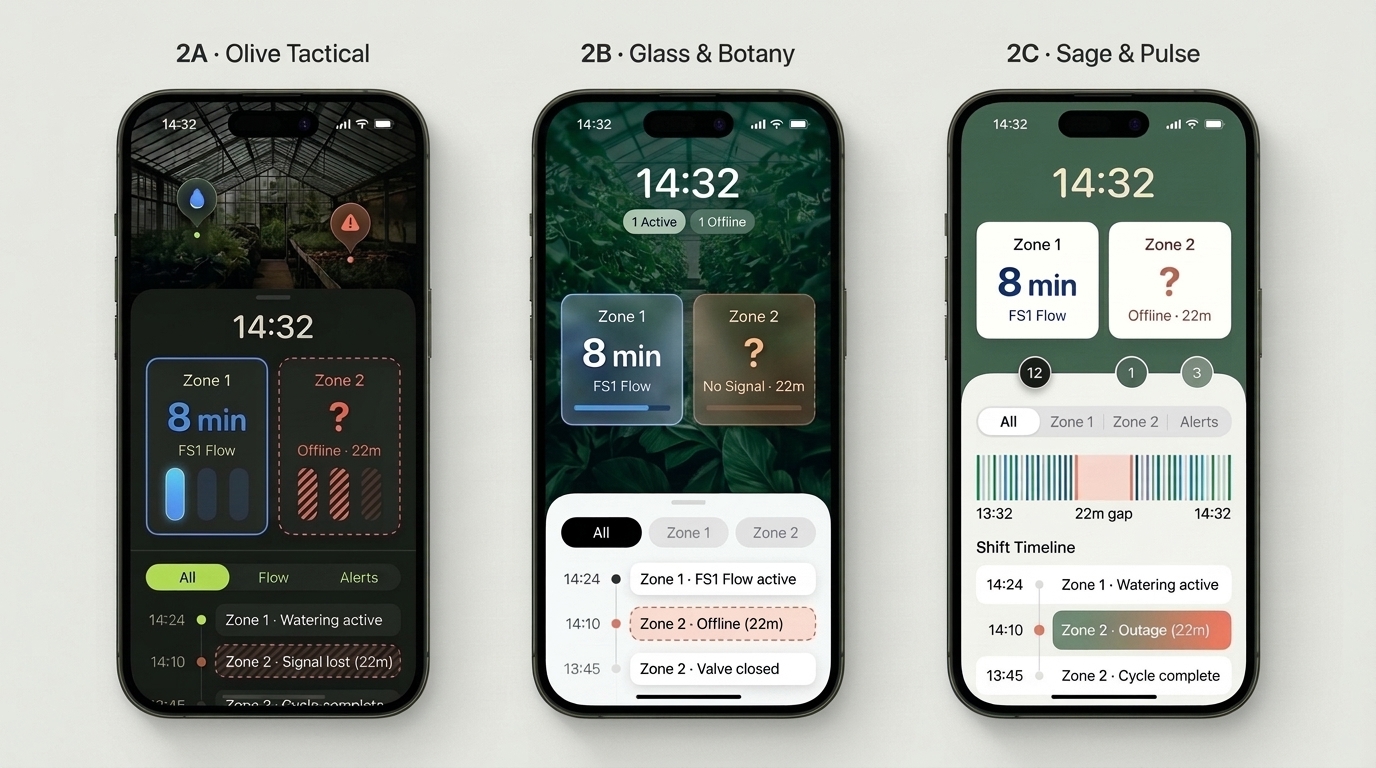 2A · Olive Tactical
14:32
14:32
Zone 1
8 min
FS1 Flow
Zone 2
?
Offline · 22m
All
Flow
Alerts
14:24
Zone 1 · Watering active
14:10
Zone 2 · Signal lost (22m)
13:45
Zone 2 · Cycle complete
2B · Glass & Botany
14:32
14:32
1 Active
1 Offline
Zone 1
8 min
FS1 Flow
Zone 2
?
No Signal · 22m
All
Zone 1
Zone 2
14:24
Zone 1 · FS1 Flow active
14:10
Zone 2 · Offline (22m)
13:45
Zone 2 · Valve closed
2C · Sage & Pulse
14:32
14:32
Zone 1
8 min
FS1 Flow
Zone 2
?
Offline · 22m
12
1
3
All
Zone 1
Zone 2
Alerts
13:32
22m gap
14:32
Shift Timeline
14:24
Zone 1 · Watering active
14:10
Zone 2 · Outage (22m)
13:45
Zone 2 · Cycle complete